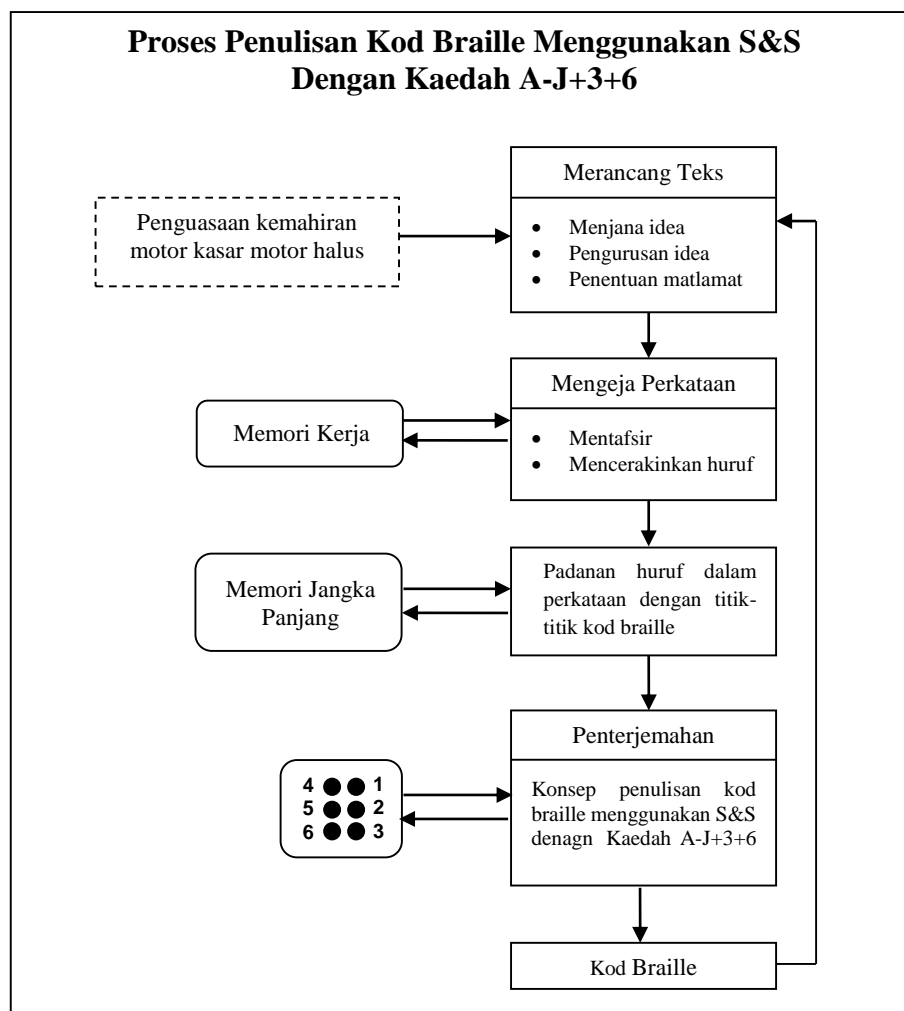 Proses Penulisan Kod Braille Menggunakan S&S
Dengan Kaedah A-J+3+6
Merancang Teks
Penguasaan kemahiran
motor kasar motor halus
• Menjana idea
• Pengurusan idea
• Penentuan matlamat
Mengeja Perkataan
Memori Kerja
• Mentafsir
• Mencerakinkan huruf
Memori Jangka
Panjang
Padanan huruf dalam
perkataan dengan titik-
titik kod braille
Penterjemahan
4 1
5 2
6 3
Konsep penulisan kod
braille menggunakan S&S
denagn Kaedah A-J+3+6
Kod Braille